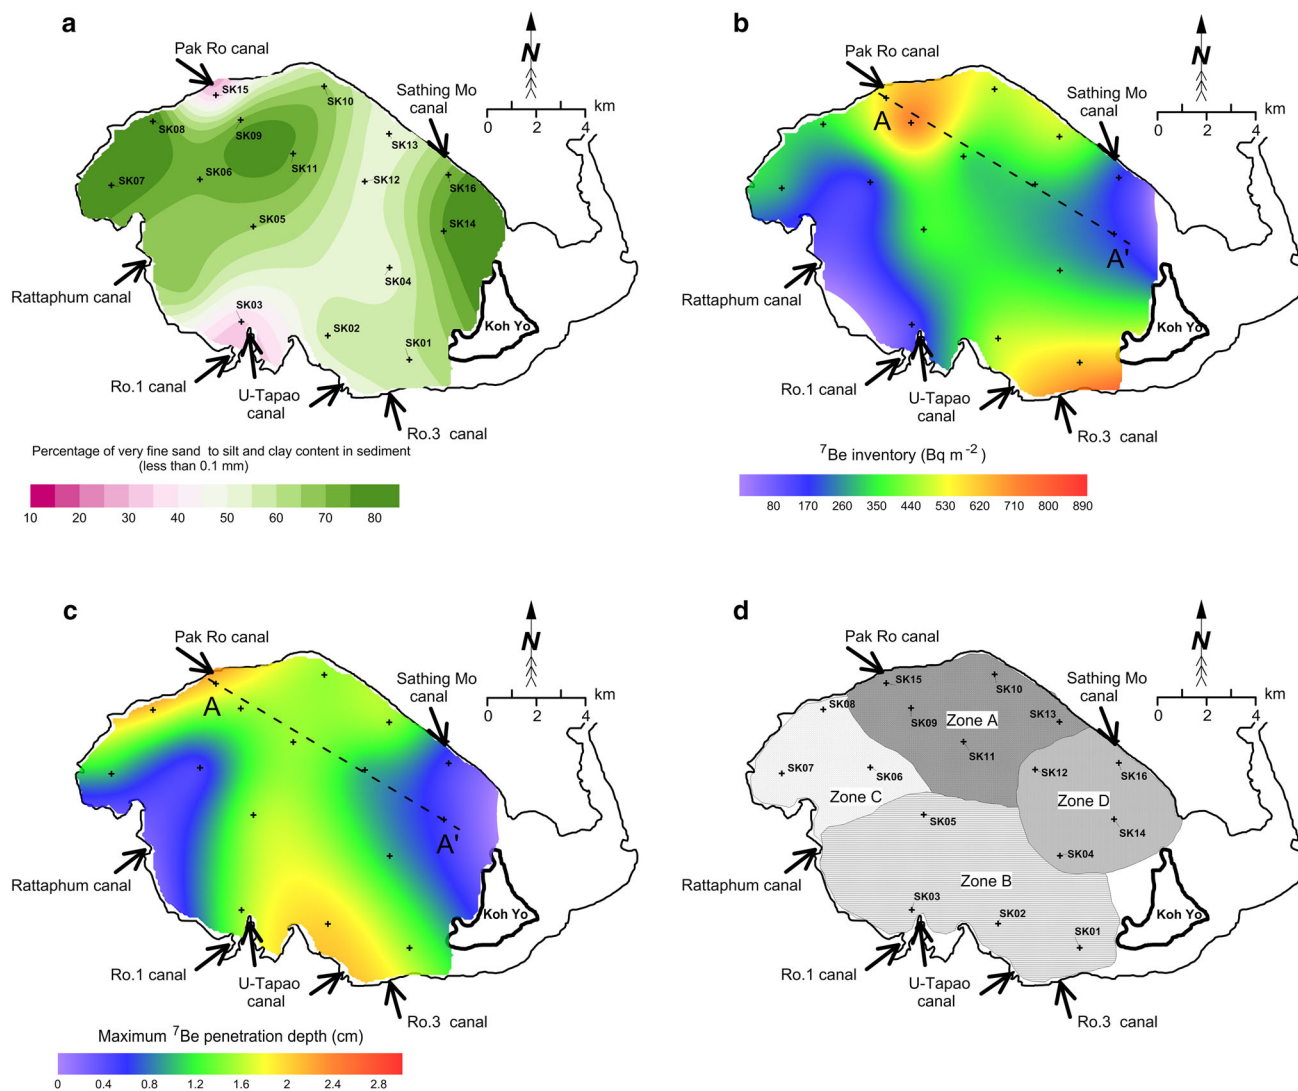 a
Pak Ro canal
N
SK15
SK10
Sathing Mo
canal
km
0 2 4
SK08
SK09
SK13
SK11
SK07
SK06
SK12
SK16
SK05
SK14
Rattaphum canal
SK04
SK03
SK02
SK01
Koh Yo
Ro.1 canal
U-Tapao
canal
Ro.3 canal
Percentage of very fine sand to silt and clay content in sediment
(less than 0.1 mm)
10 20 30 40 50 60 70 80
b
Pak Ro canal
N
Sathing Mo
canal
km
0 2 4
A
A'
Rattaphum canal
Koh Yo
Ro.1 canal
U-Tapao
canal
Ro.3 canal
7Be inventory (Bq m -2 )
80 170 260 350 440 530 620 710 800 890
c
Pak Ro canal
N
Sathing Mo
canal
km
0 2 4
A
A'
Rattaphum canal
Koh Yo
Ro.1 canal
U-Tapao
canal
Ro.3 canal
Maximum 7Be penetration depth (cm)
0 0.4 0.8 1.2 1.6 2 2.4 2.8
d
Pak Ro canal
N
SK15
SK10
Sathing Mo
canal
km
0 2 4
SK08
SK09
Zone A
SK13
SK11
SK07
SK06
SK12
SK16
Zone C
Zone D
SK05
SK14
SK04
Rattaphum canal
Zone B
SK03
SK02
SK01
Koh Yo
Ro.1 canal
U-Tapao
canal
Ro.3 canal